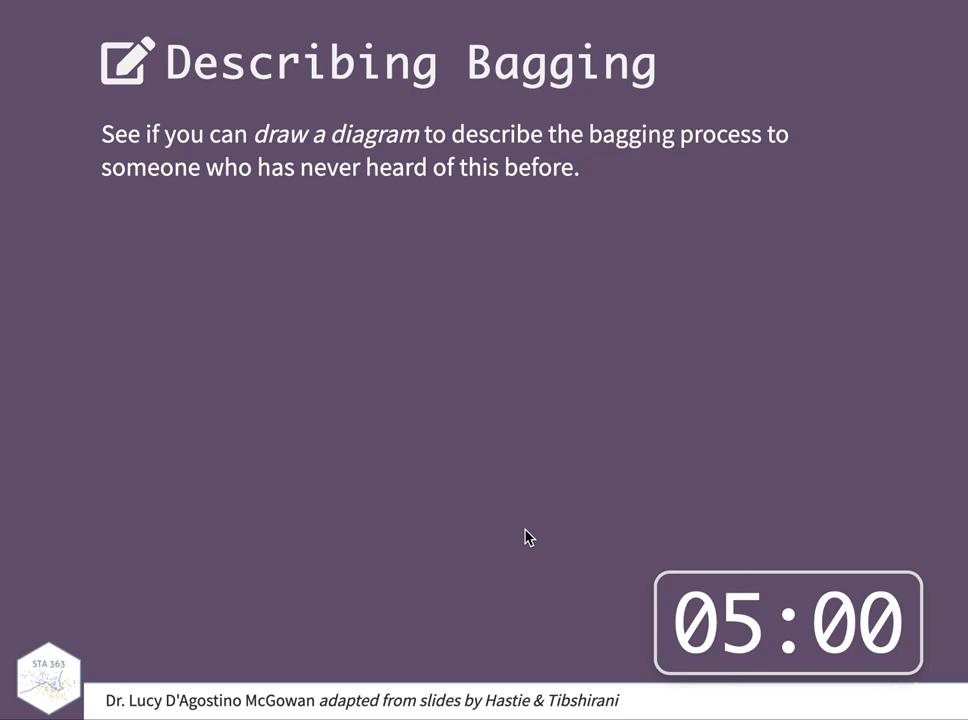 Describing Bagging
See if you can draw a diagram to describe the bagging process to
someone who has never heard of this before.
05:00
STA 363
Dr. Lucy D'Agostino McGowan adapted from slides by Hastie & Tibshirani